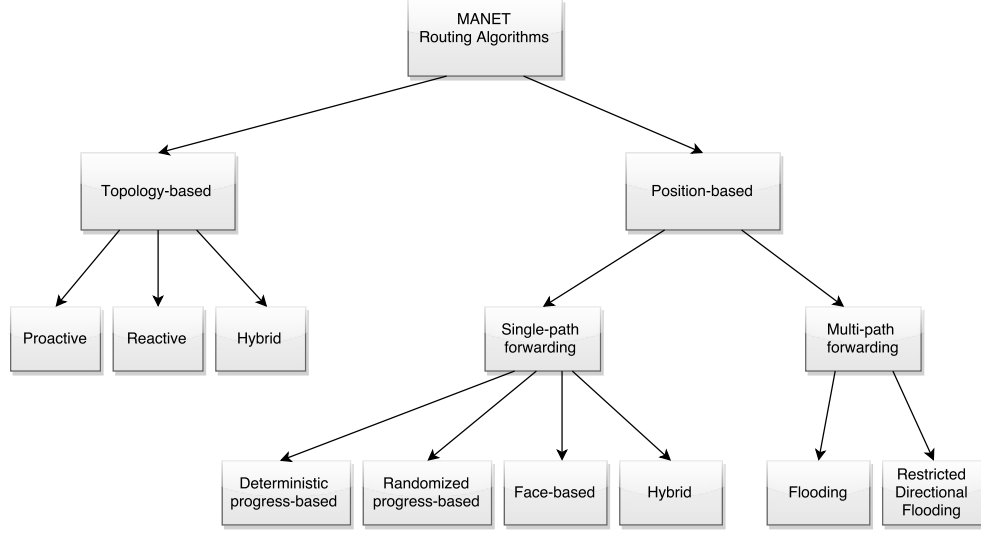 MANET
Routing Algorithms
Topology-based
Position-based
Proactive
Reactive
Hybrid
Single-path
forwarding
Multi-path
forwarding
Deterministic
progress-based
Randomized
progress-based
Face-based
Hybrid
Flooding
Restricted
Directional
Flooding